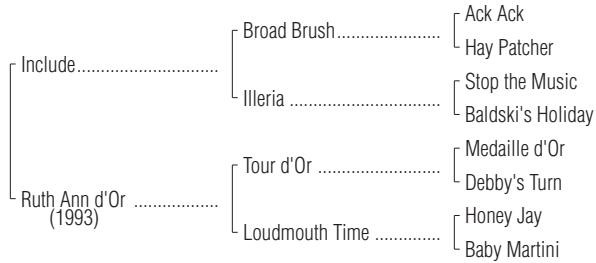 Ack Ack
Broad Brush
Hay Patcher
Include
Stop the Music
Illeria
Baldski's Holiday
Medaille d'Or
Tour d'Or
Debby's Turn
Ruth Ann d'Or
(1993)
Honey Jay
Loudmouth Time
Baby Martini